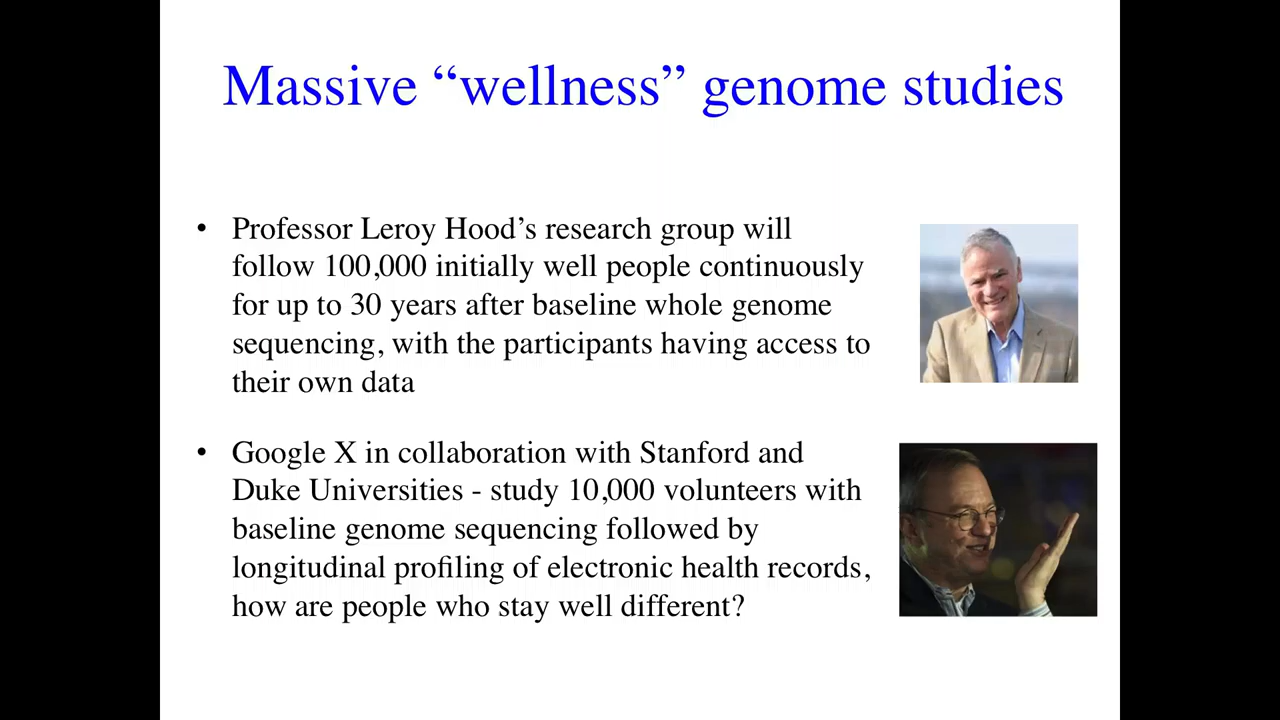 Massive “wellness” genome studies
• Professor Leroy Hood’s research group will
follow 100,000 initially well people continuously
for up to 30 years after baseline whole genome
sequencing, with the participants having access to
their own data
• Google X in collaboration with Stanford and
Duke Universities - study 10,000 volunteers with
baseline genome sequencing followed by
longitudinal profiling of electronic health records,
how are people who stay well different?